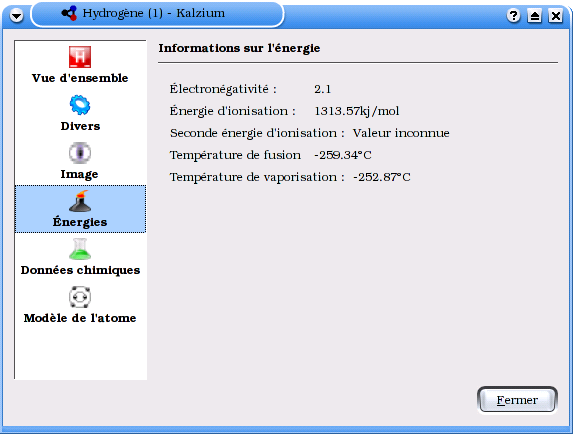 Hydrogène (1) - Kalzium
?
Informations sur l'énergie
H
Vue d'ensemble
Divers
Image
Énergies
Données chimiques
Modèle de l'atome
Électronégativité : 2.1
Énergie d'ionisation : 1313.57kj/mol
Seconde énergie d'ionisation : Valeur inconnue
Température de fusion -259.34°C
Température de vaporisation : -252.87°C
Fermer